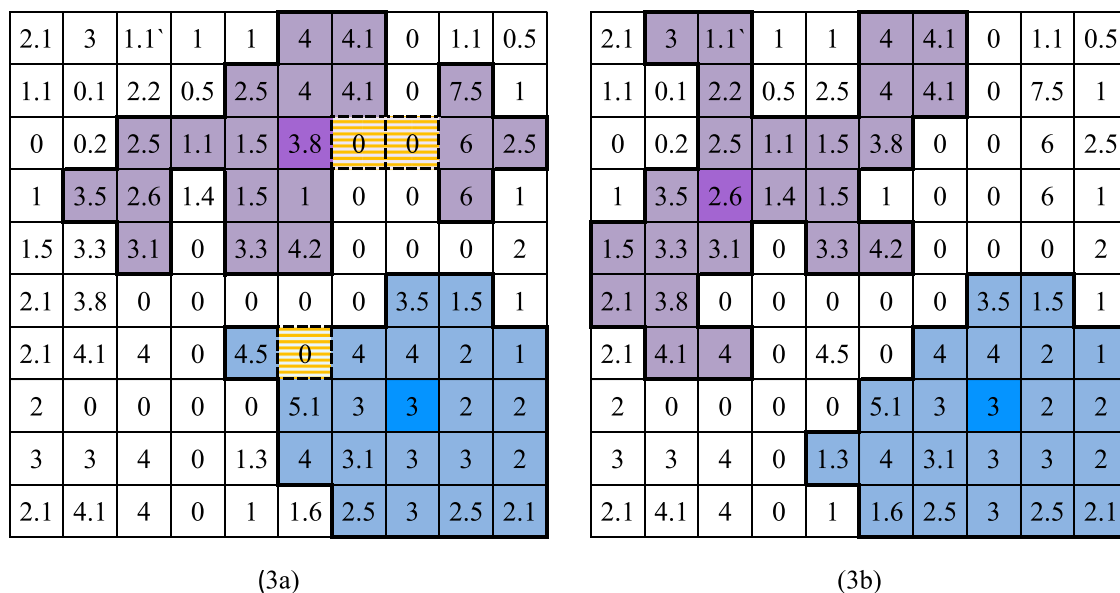 2.1 3 1.1` 1 1 4 4.1 0 1.1 0.5 2.1 3 1.1` 1 1 4 4.1 0 1.1 0.5
1.1 0.1 2.2 0.5 2.5 4 4.1 0 7.5 1 1.1 0.1 2.2 0.5 2.5 4 4.1 0 7.5 1
0 0.2 2.5 1.1 1.5 3.8 0 0 6 2.5 0 0.2 2.5 1.1 1.5 3.8 0 0 6 2.5
1 3.5 2.6 1.4 1.5 1 0 0 6 1 1 3.5 2.6 1.4 1.5 1 0 0 6 1
1.5 3.3 3.1 0 3.3 4.2 0 0 0 2 1.5 3.3 3.1 0 3.3 4.2 0 0 0 2
2.1 3.8 0 0 0 0 0 3.5 1.5 1 2.1 3.8 0 0 0 0 0 3.5 1.5 1
2.1 4.1 4 0 4.5 0 4 4 2 1 2.1 4.1 4 0 4.5 0 4 4 2 1
2 0 0 0 0 5.1 3 3 2 2 2 0 0 0 0 5.1 3 3 2 2
3 3 4 0 1.3 4 3.1 3 3 2 3 3 4 0 1.3 4 3.1 3 3 2
2.1 4.1 4 0 1 1.6 2.5 3 2.5 2.1 2.1 4.1 4 0 1 1.6 2.5 3 2.5 2.1
(3a) (3b)